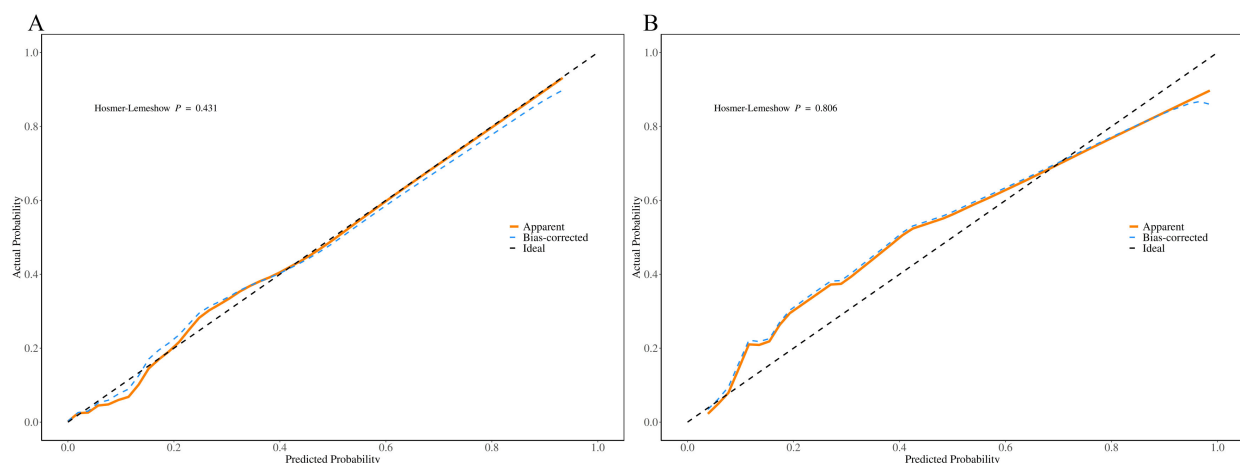 A
1.0
0.8
0.6
0.4
0.2
0.0
Actual Probability
Hosmer-Lemeshow P = 0.431
Apparent
Bias-corrected
Ideal
0.0 0.2 0.4 0.6 0.8 1.0
Predicted Probability
B
1.0
0.8
0.6
0.4
0.2
0.0
Actual Probability
Hosmer-Lemeshow P = 0.806
Apparent
Bias-corrected
Ideal
0.0 0.2 0.4 0.6 0.8 1.0
Predicted Probability